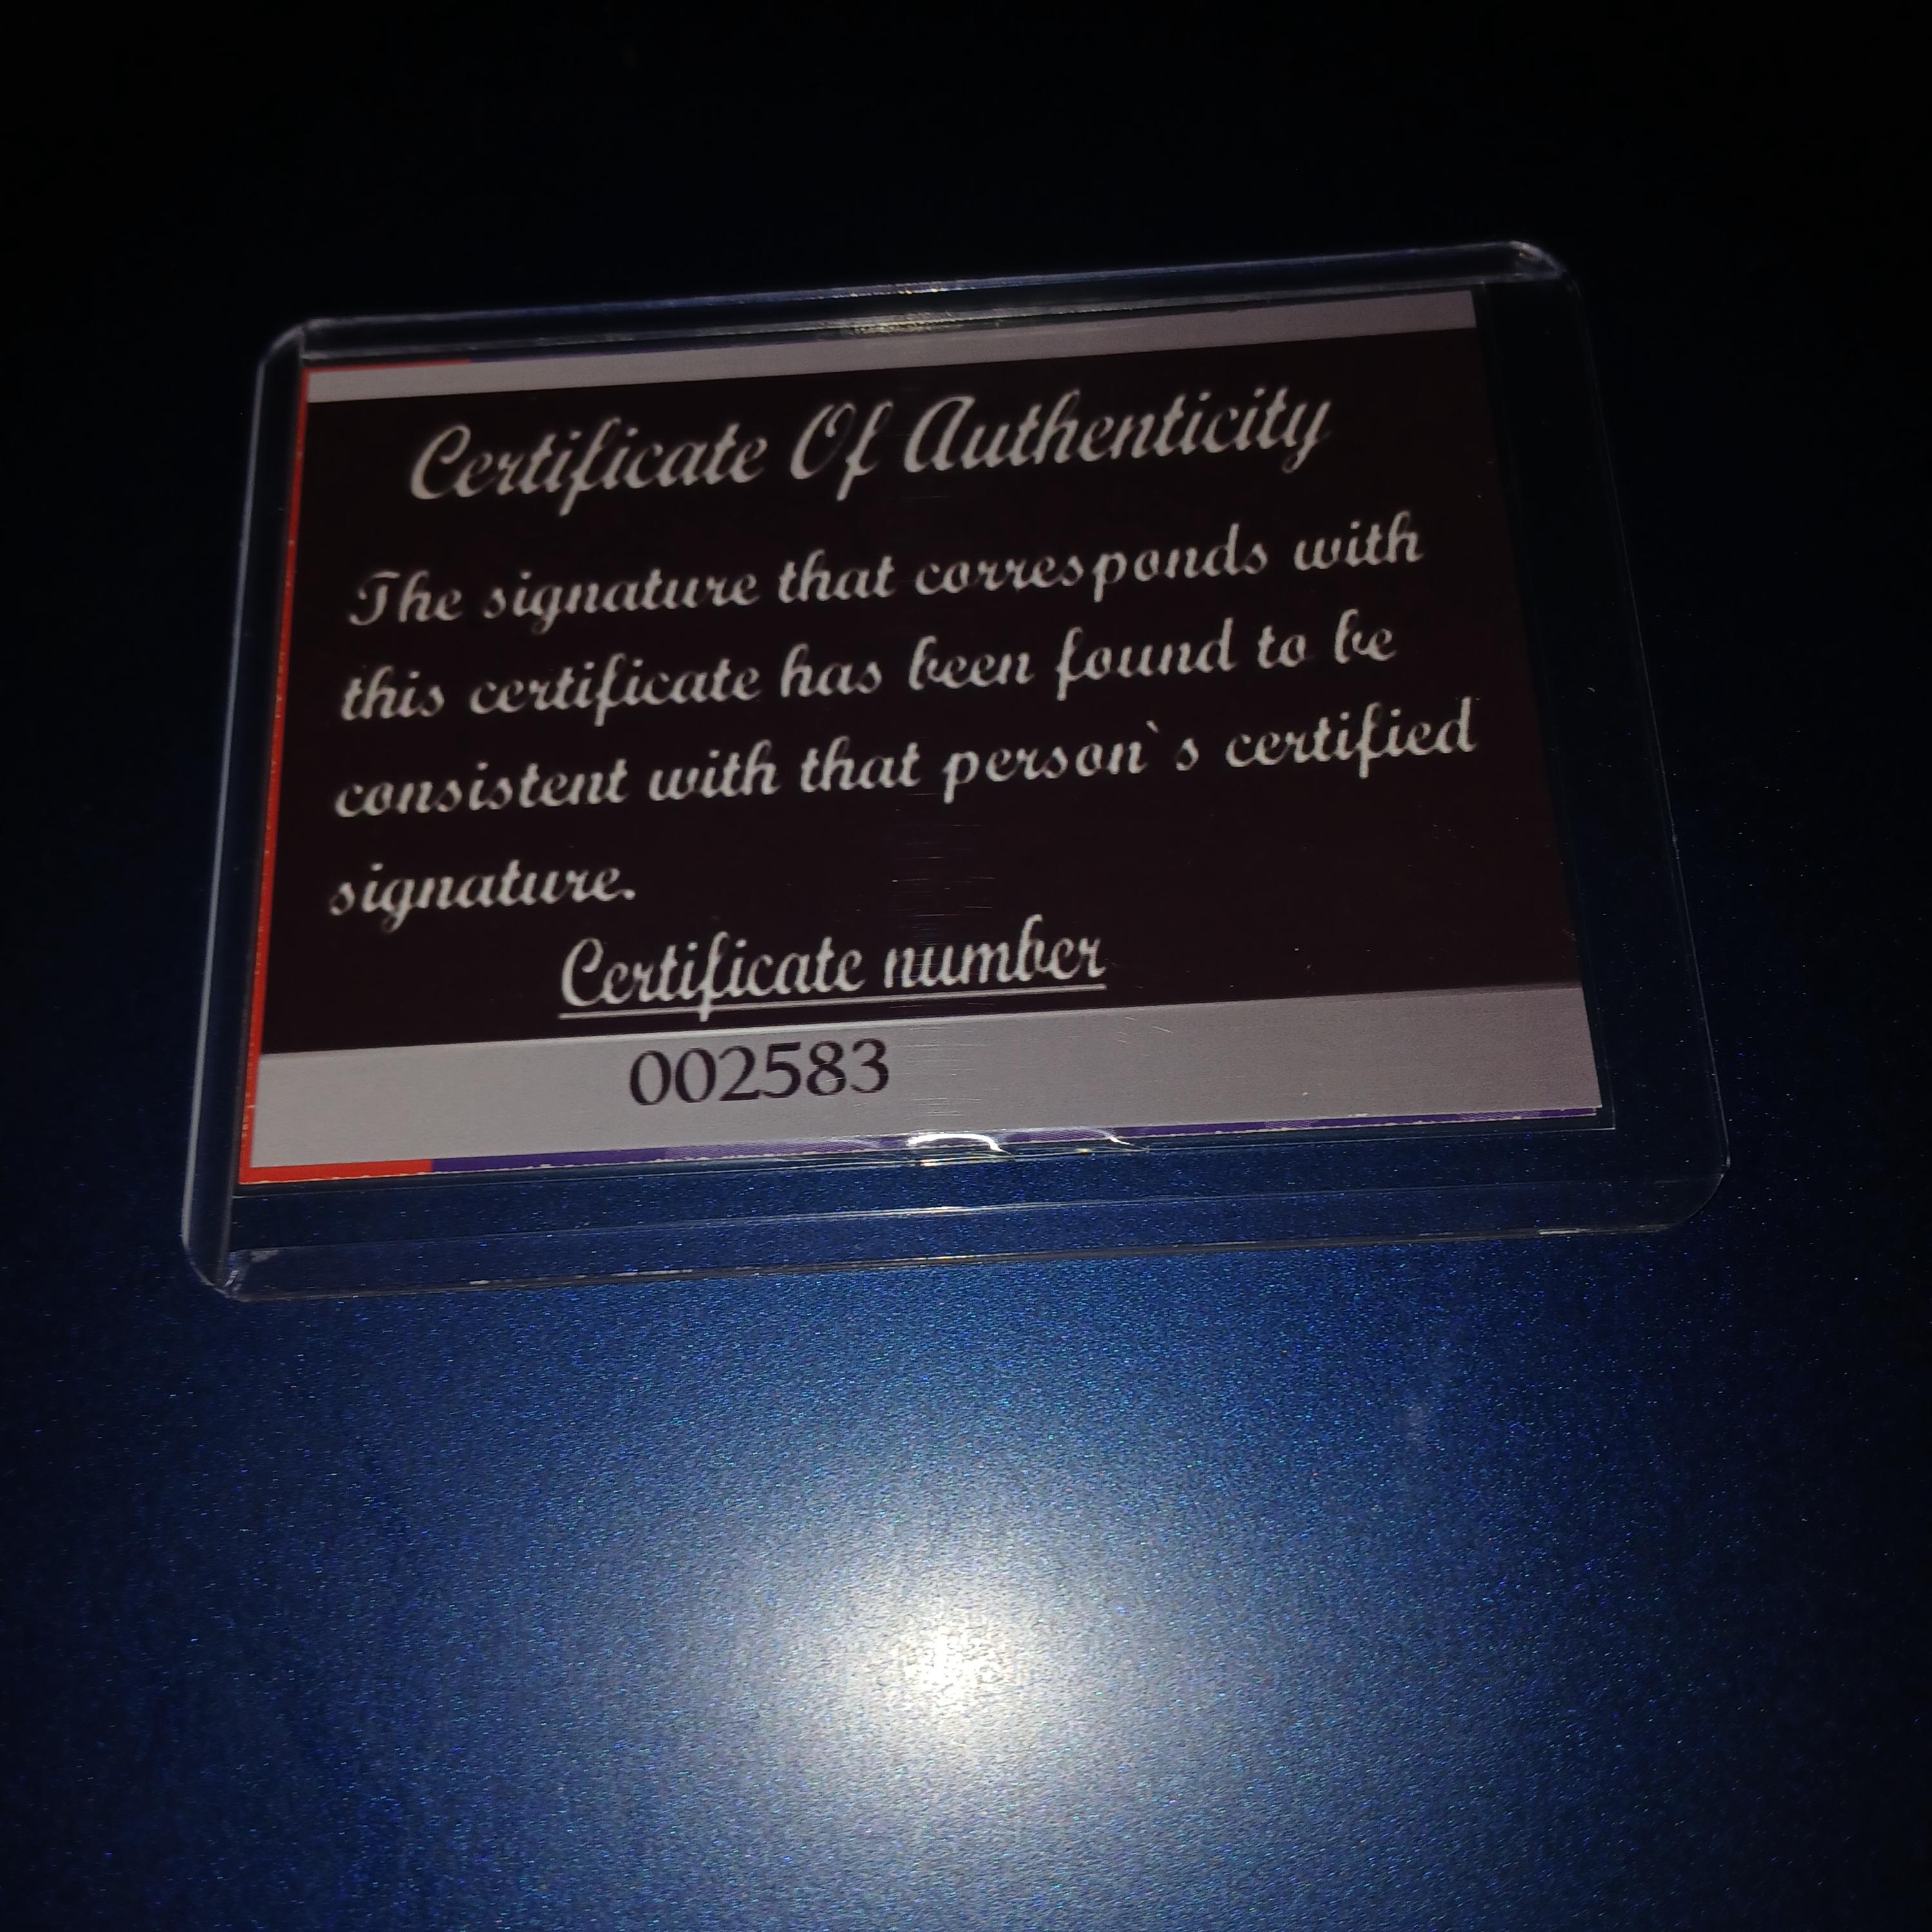 Certificate Of Authenticity
The signature that corresponds with
this certificate has been found to be
consistent with that person`s certified
signature.
Certificate number
002583